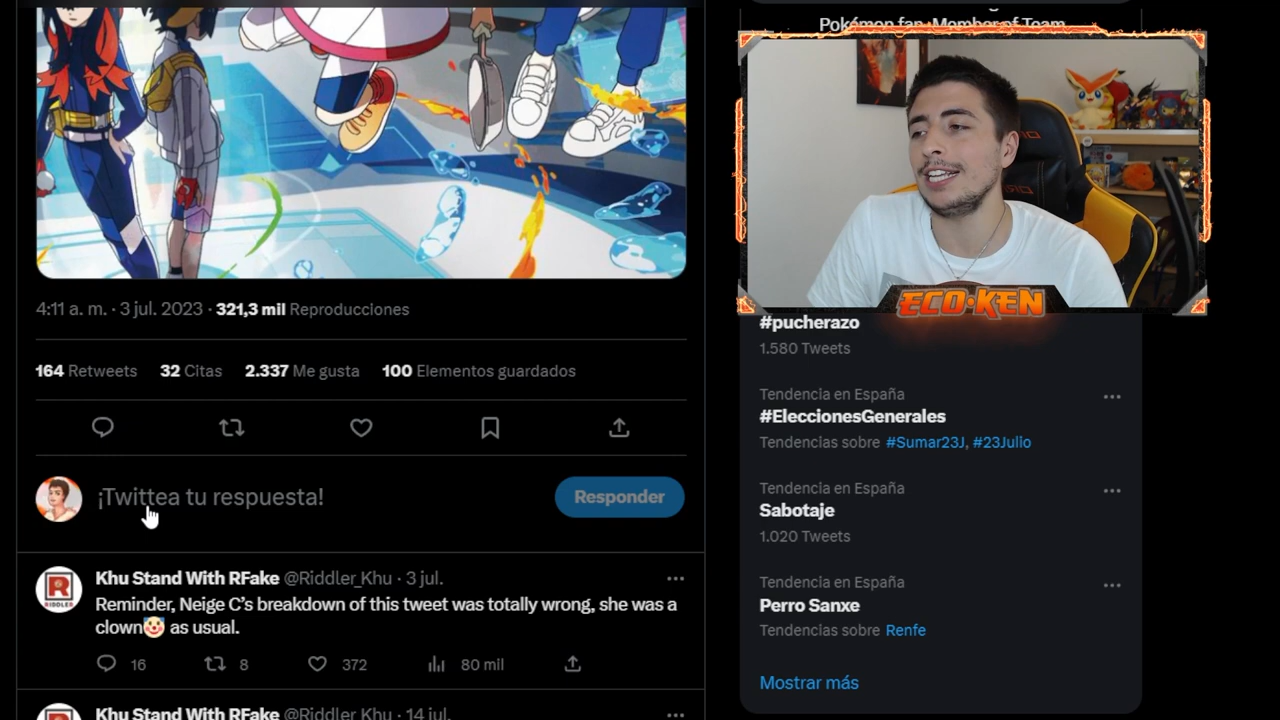 4:11 a. m. · 3 jul. 2023 · 321,3 mil Reproducciones
164 Retweets 32 Citas 2.337 Me gusta 100 Elementos guardados
¡Twittea tu respuesta!
Responder
RIDDLER
Khu Stand With RFake @Riddler_Khu · 3 jul.
Reminder, Neige C's breakdown of this tweet was totally wrong, she was a
clown🤡 as usual.
16 8 372 80 mil
Khu Stand With RFake @Riddler_Khu · 14 jul.
Pokémon fan. Member of Team
ECO·KEN
#pucherazo
1.580 Tweets
Tendencia en España
#EleccionesGenerales
Tendencias sobre #Sumar23J, #23Julio
Tendencia en España
Sabotaje
1.020 Tweets
Tendencia en España
Perro Sanxe
Tendencias sobre Renfe
Mostrar más